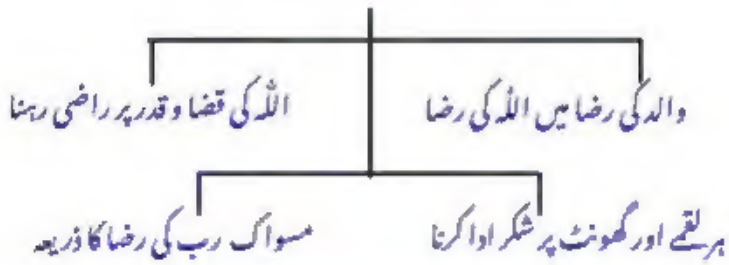 والد کی رضا میں اللہ کی رضا
اللہ کی قضا و قدر پر راضی رہنا
ہر لقمے اور گھونٹ پر شکر ادا کرنا
مسواک رب کی رضا کا ذریعہ